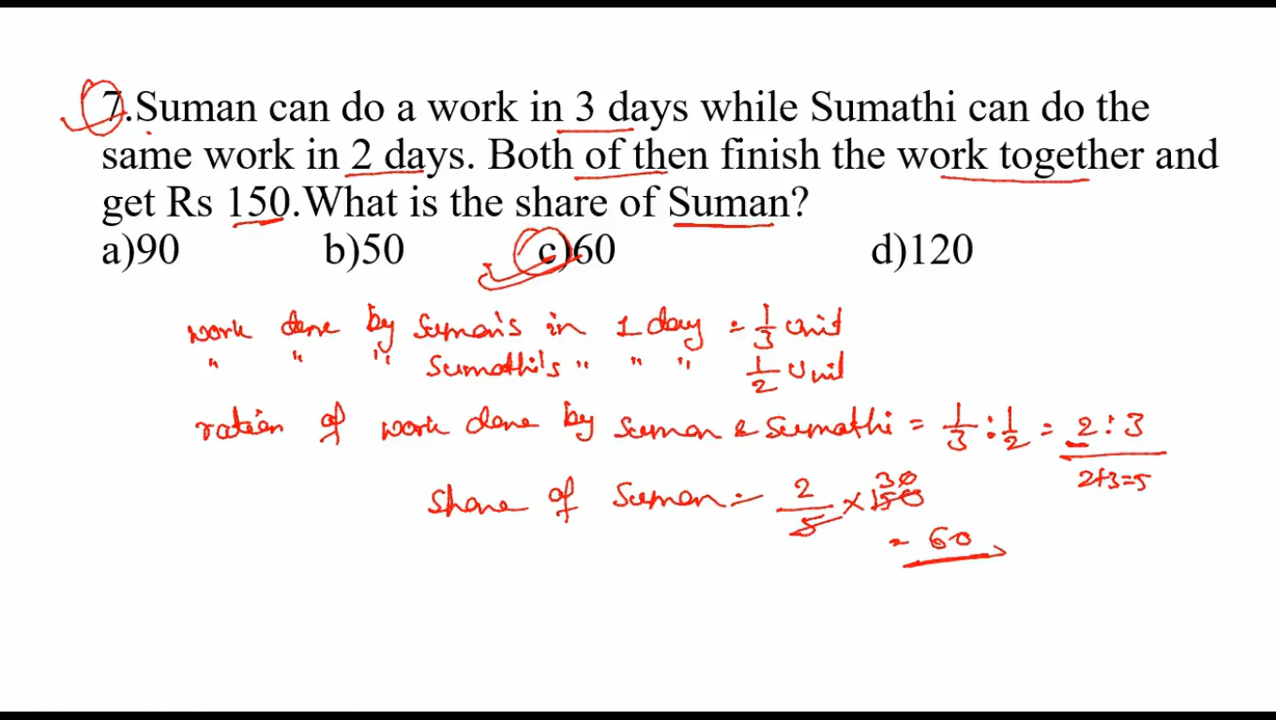 7.Suman can do a work in 3 days while Sumathi can do the
same work in 2 days. Both of then finish the work together and
get Rs 150.What is the share of Suman?
a)90 b)50 c)60 d)120
work done by Suman's in 1 day = 1/3 Unit
" " " Sumathi's " " " 1/2 Unit
ration of work done by Suman & Sumathi = 1/3 : 1/2 = 2 : 3
2+3=5
Share of Suman = 2/5 × 150 30
= 60